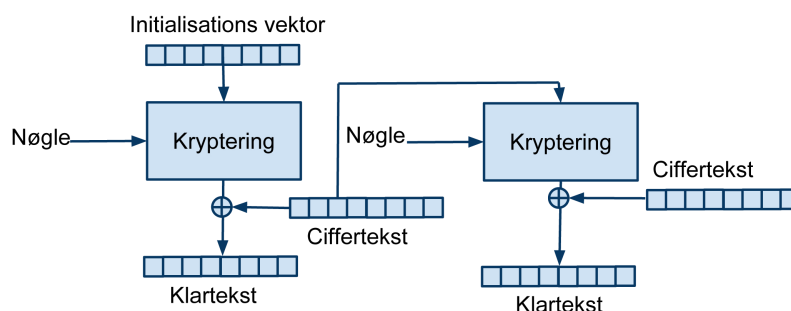 Initialisations vektor
Nøgle
Kryptering
Nøgle
Kryptering
Ciffertekst
Ciffertekst
Klartekst
Klartekst